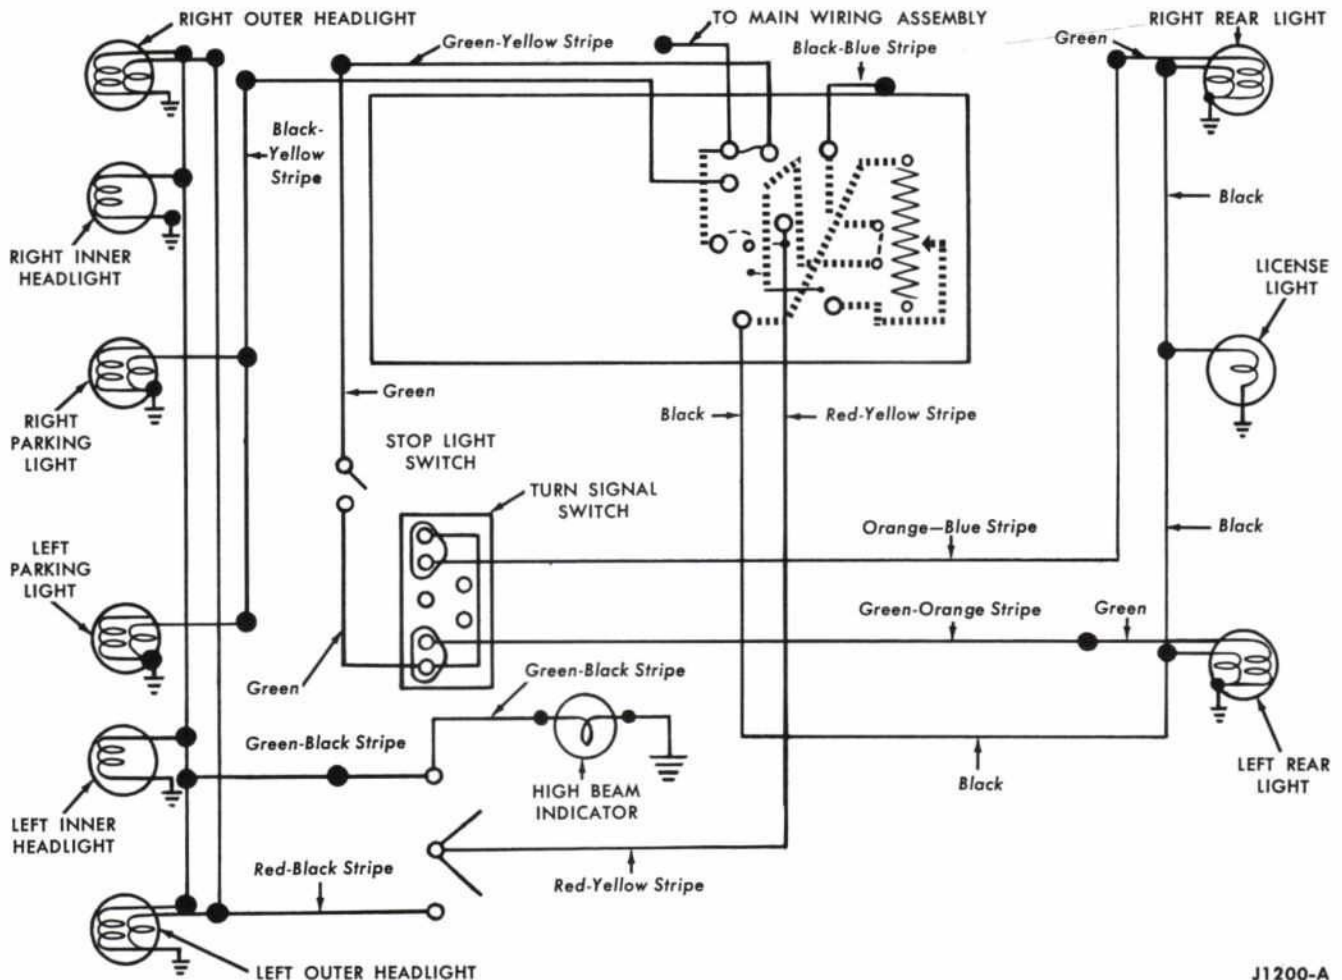 RIGHT OUTER HEADLIGHT
TO MAIN WIRING ASSEMBLY
RIGHT REAR LIGHT
Green-Yellow Stripe
Black-Blue Stripe
Green
Black-
Yellow
Stripe
Black
RIGHT INNER
HEADLIGHT
LICENSE
LIGHT
Green
Black
Red-Yellow Stripe
RIGHT
PARKING
LIGHT
STOP LIGHT
SWITCH
TURN SIGNAL
SWITCH
Orange—Blue Stripe
Black
LEFT
PARKING
LIGHT
Green-Orange Stripe
Green
Green
Green-Black Stripe
Green-Black Stripe
HIGH BEAM
INDICATOR
Black
LEFT REAR
LIGHT
LEFT INNER
HEADLIGHT
Red-Black Stripe
Red-Yellow Stripe
LEFT OUTER HEADLIGHT
J1200-A